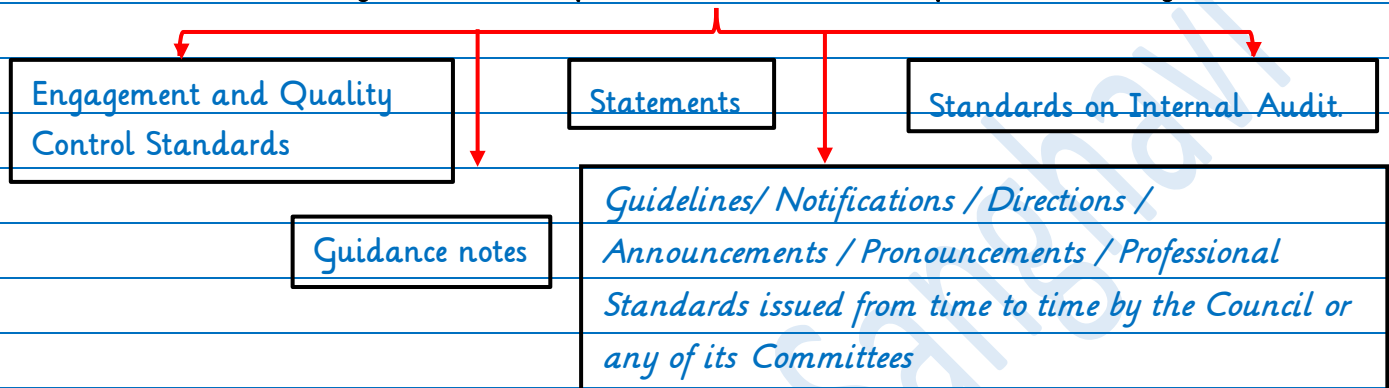 Engagement and Quality
Control Standards
Statements
Standards on Internal Audit.
Guidance notes
Guidelines/ Notifications / Directions /
Announcements / Pronouncements / Professional
Standards issued from time to time by the Council or
any of its Committees
Sanghavi